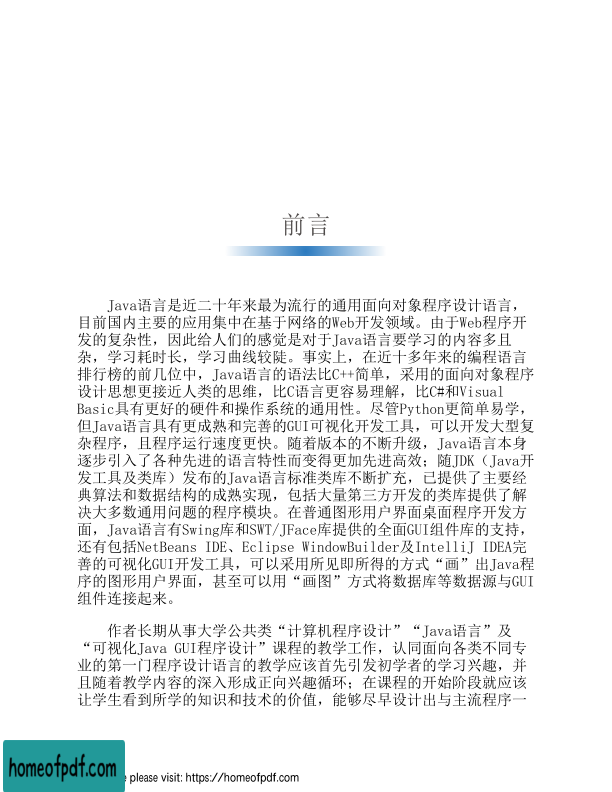 前言
Java语言是近二十年来最为流行的通用面向对象程序设计语言，
目前国内主要的应用集中在基于网络的Web开发领域。由于Web程序开
发的复杂性，因此给人们的感觉是对于Java语言要学习的内容多且
杂，学习耗时长，学习曲线较陡。事实上，在近十多年来的编程语言
排行榜的前几位中，Java语言的语法比C++简单，采用的面向对象程序
设计思想更接近人类的思维，比C语言更容易理解，比C#和Visual
Basic具有更好的硬件和操作系统的通用性。尽管Python更简单易学，
但Java语言具有更成熟和完善的GUI可视化开发工具，可以开发大型复
杂程序，且程序运行速度更快。随着版本的不断升级，Java语言本身
逐步引入了各种先进的语言特性而变得更加先进高效；随JDK（Java开
发工具及类库）发布的Java语言标准类库不断扩充，已提供了主要经
典算法和数据结构的成熟实现，包括大量第三方开发的类库提供了解
决大多数通用问题的程序模块。在普通图形用户界面桌面程序开发方
面，Java语言有Swing库和SWT/JFace库提供的全面GUI组件库的支持，
还有包括NetBeans IDE、Eclipse WindowBuilder及IntelliJ IDEA完
善的可视化GUI开发工具，可以采用所见即所得的方式“画”出Java程
序的图形用户界面，甚至可以用“画图”方式将数据库等数据源与GUI
组件连接起来。
作者长期从事大学公共类“计算机程序设计”“Java语言”及
“可视化Java GUI程序设计”课程的教学工作，认同面向各类不同专
业的第一门程序设计语言的教学应该首先引发初学者的学习兴趣，并
且随着教学内容的深入形成正向兴趣循环；在课程的开始阶段就应该
让学生看到所学的知识和技术的价值，能够尽早设计出与主流程序一
homeofpdf.com
please visit: https://homeofpdf.com